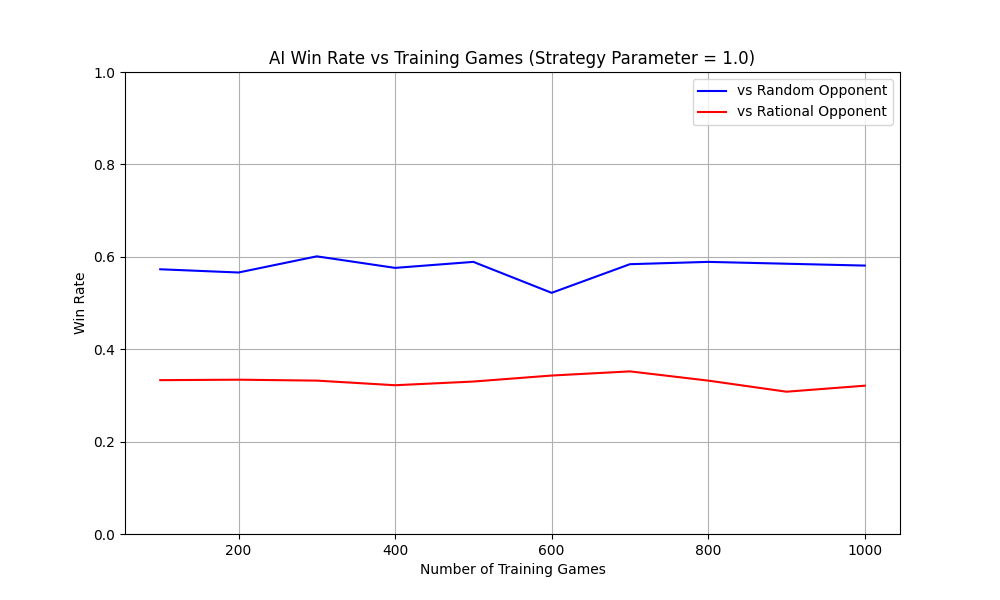 AI Win Rate vs Training Games (Strategy Parameter = 1.0)
vs Random Opponent
vs Rational Opponent
1.0
0.8
0.6
0.4
0.2
0.0
Win Rate
200 400 600 800 1000
Number of Training Games